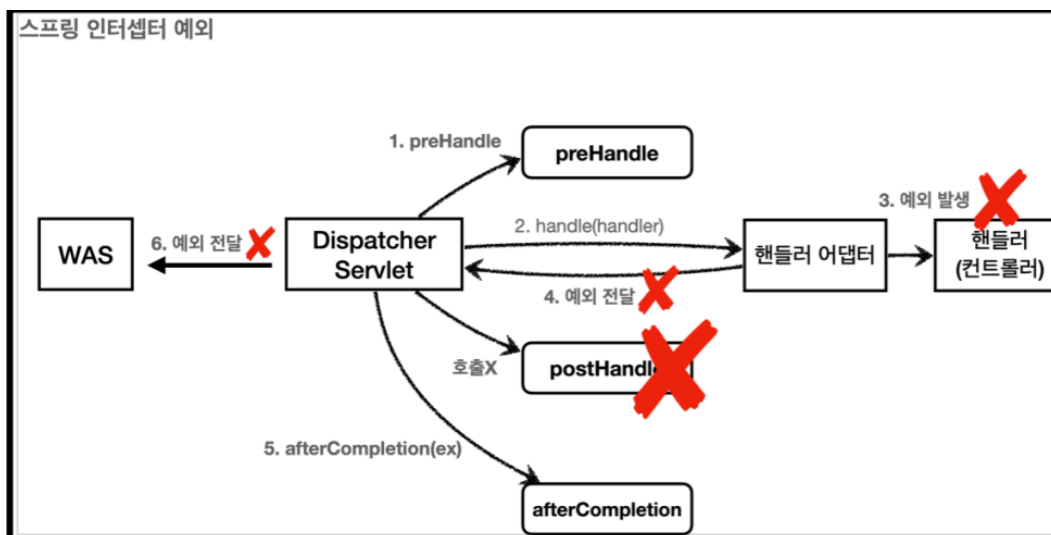 스프링 인터셉터 예외
1. preHandle
preHandle
3. 예외 발생
WAS
6. 예외 전달
Dispatcher
Servlet
2. handle(handler)
핸들러 어댑터
핸들러
(컨트롤러)
4. 예외 전달
호출X
postHandle
5. afterCompletion(ex)
afterCompletion